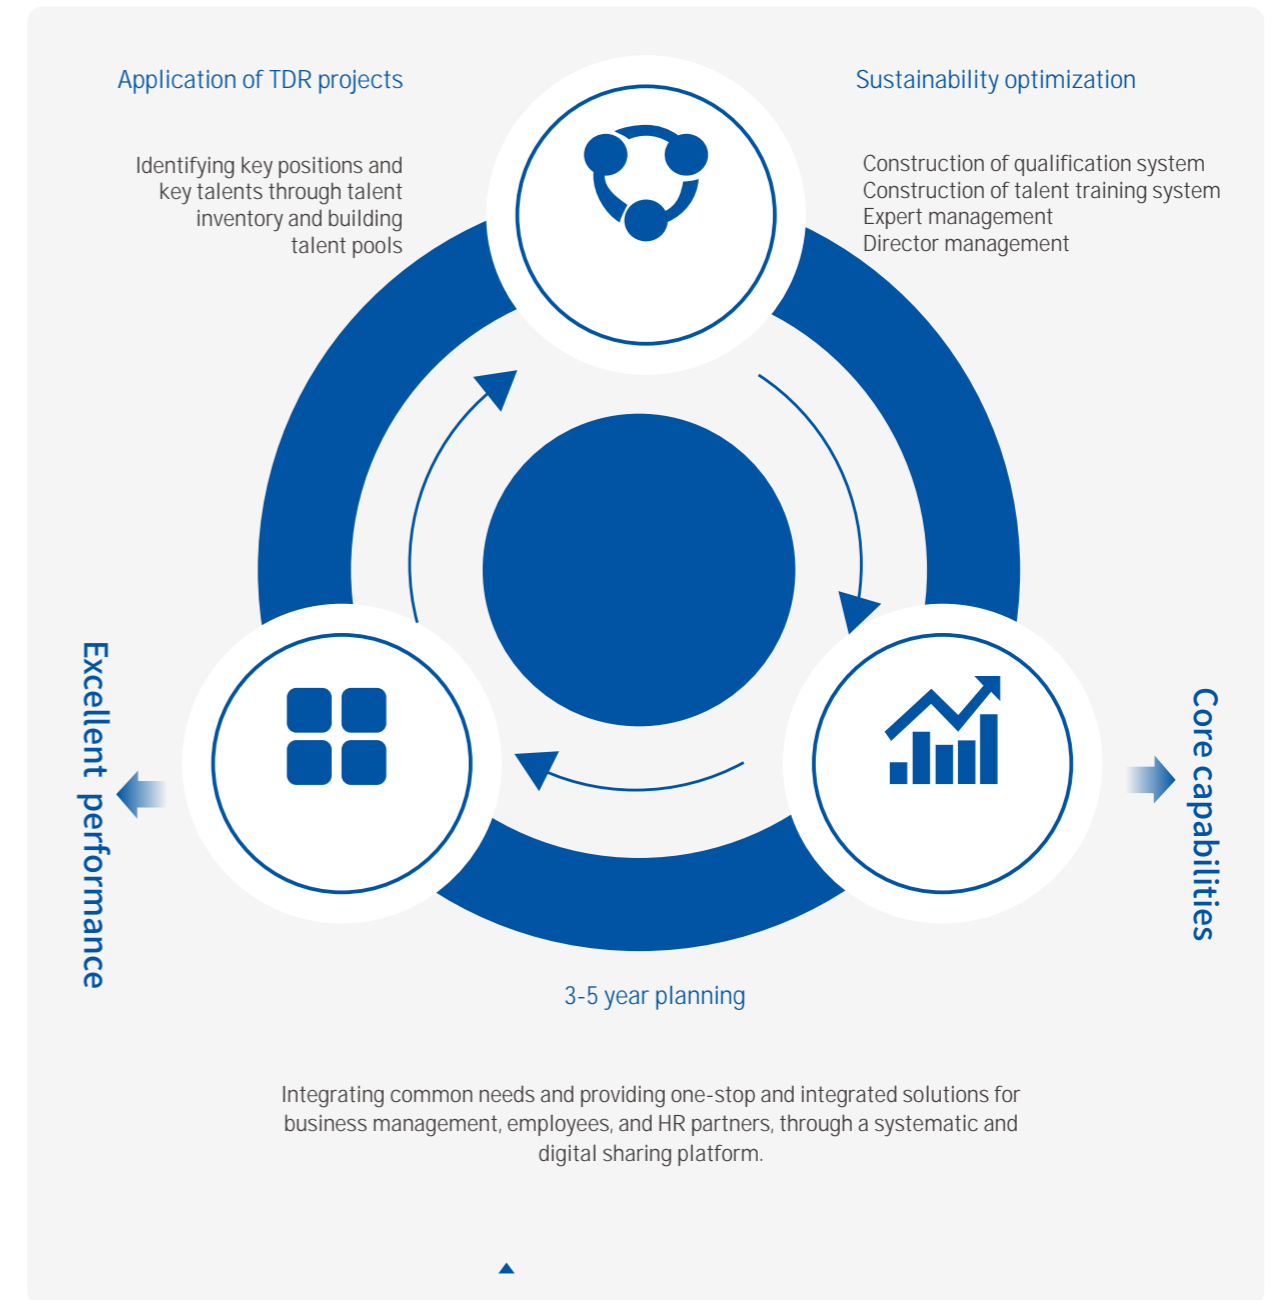 Application of TDR projects
Identifying key positions and
key talents through talent
inventory and building
talent pools
Sustainability optimization
Construction of qualification system
Construction of talent training system
Expert management
Director management
Excellent performance
Core capabilities
3-5 year planning
Integrating common needs and providing one-stop and integrated solutions for
business management, employees, and HR partners, through a systematic and
digital sharing platform.